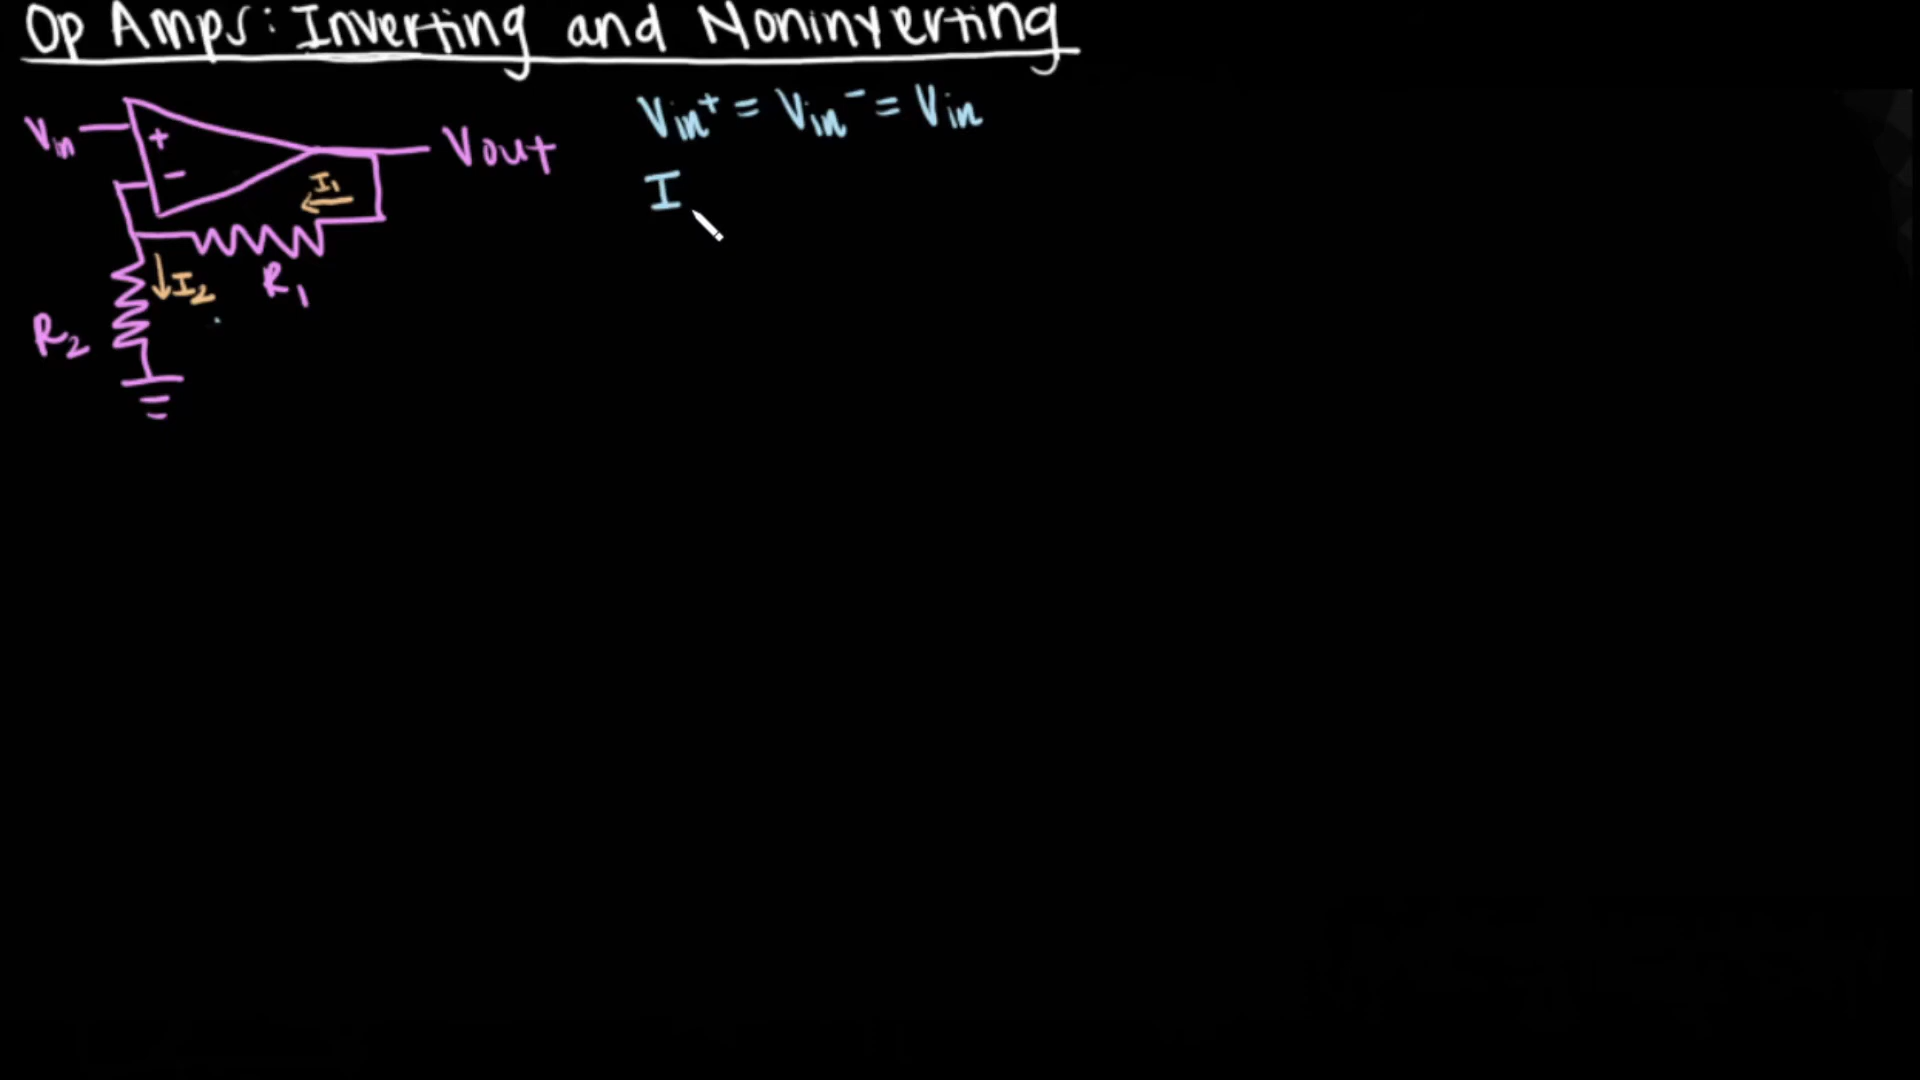 Op Amps: Inverting and Noninverting
Vin + - Vout
I1
I2
R1
R2
Vin+ = Vin- = Vin
I